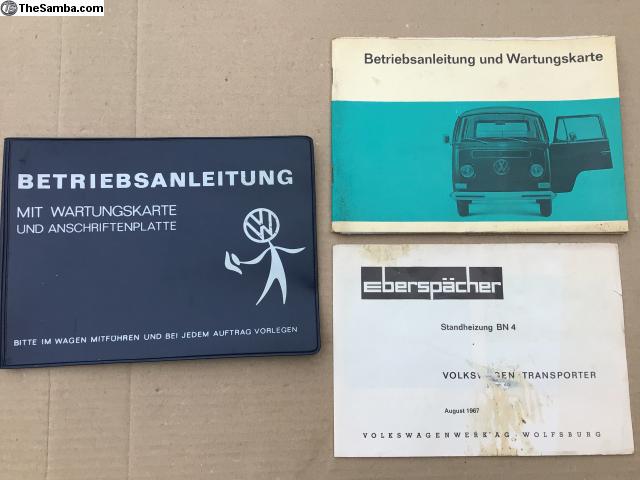 TheSamba.com
BETRIEBSANLEITUNG
MIT WARTUNGSKARTE
UND ANSCHRIFTENPLATTE
BITTE IM WAGEN MITFÜHREN UND BEI JEDEM AUFTRAG VORLEGEN
Betriebsanleitung und Wartungskarte
Eberspächer
Standheizung BN 4
VOLKSWAGEN-TRANSPORTER
August 1967
VOLKSWAGENWERK AG · WOLFSBURG